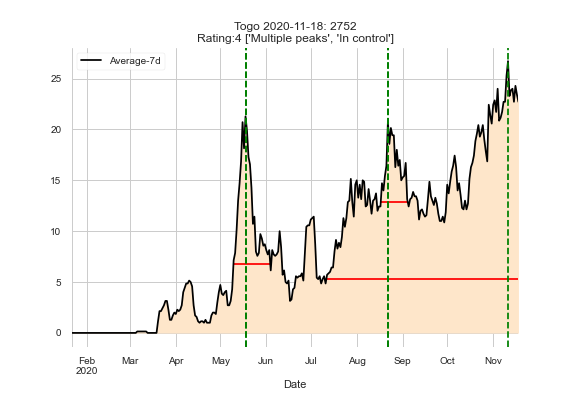 Togo 2020-11-18: 2752
Rating:4 ['Multiple peaks', 'In control']
Average-7d
25
20
15
10
5
0
Feb Mar Apr May Jun Jul Aug Sep Oct Nov
2020
Date